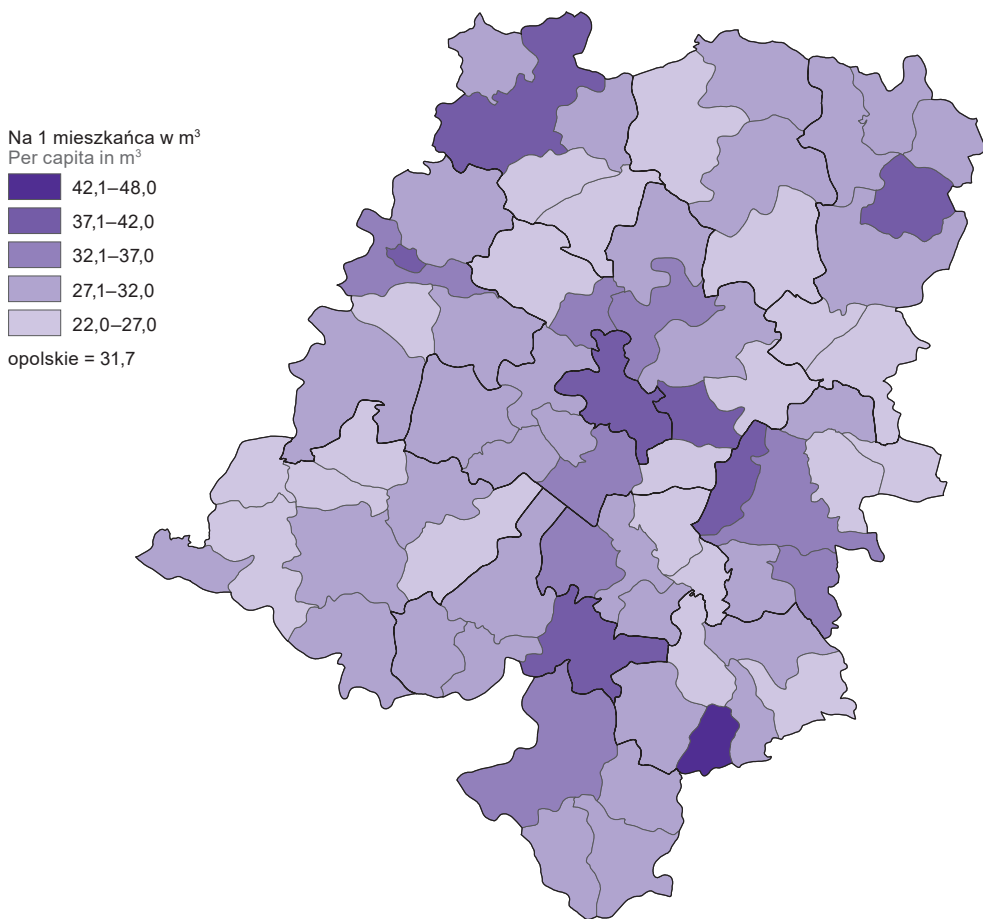 Na 1 mieszkańca w m³
Per capita in m³
42,1–48,0
37,1–42,0
32,1–37,0
27,1–32,0
22,0–27,0
opolskie = 31,7